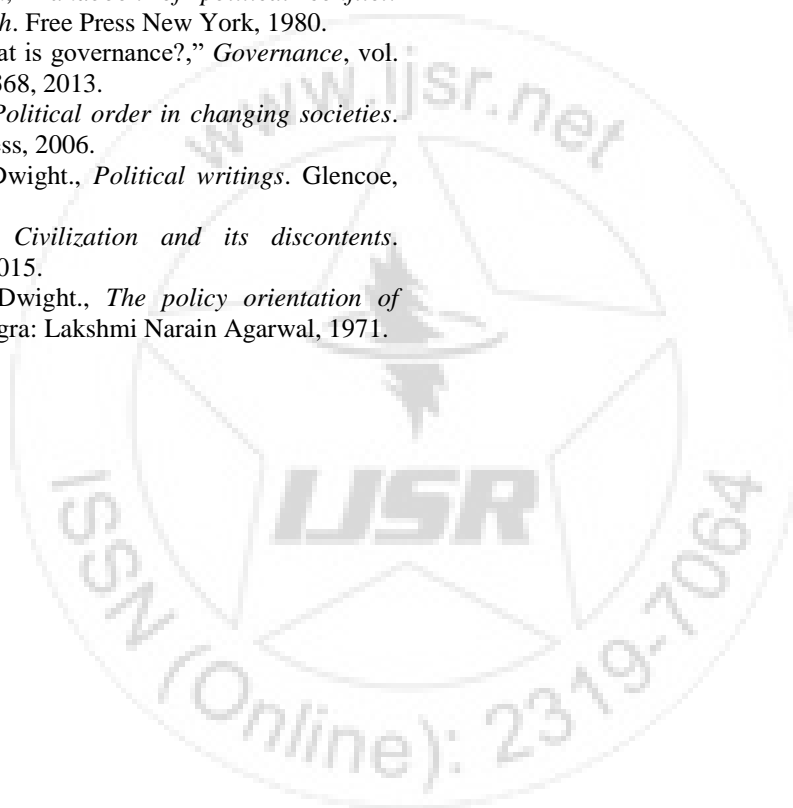 h. Free Press New York, 1980.
at is governance?,” Governance, vol.
368, 2013.
Political order in changing societies.
ess, 2006.
Dwight., Political writings. Glencoe,
Civilization and its discontents.
015.
Dwight., The policy orientation of
gra: Lakshmi Narain Agarwal, 1971.
www.ijsr.net
IJSR
ISSN (Online): 2319-7064